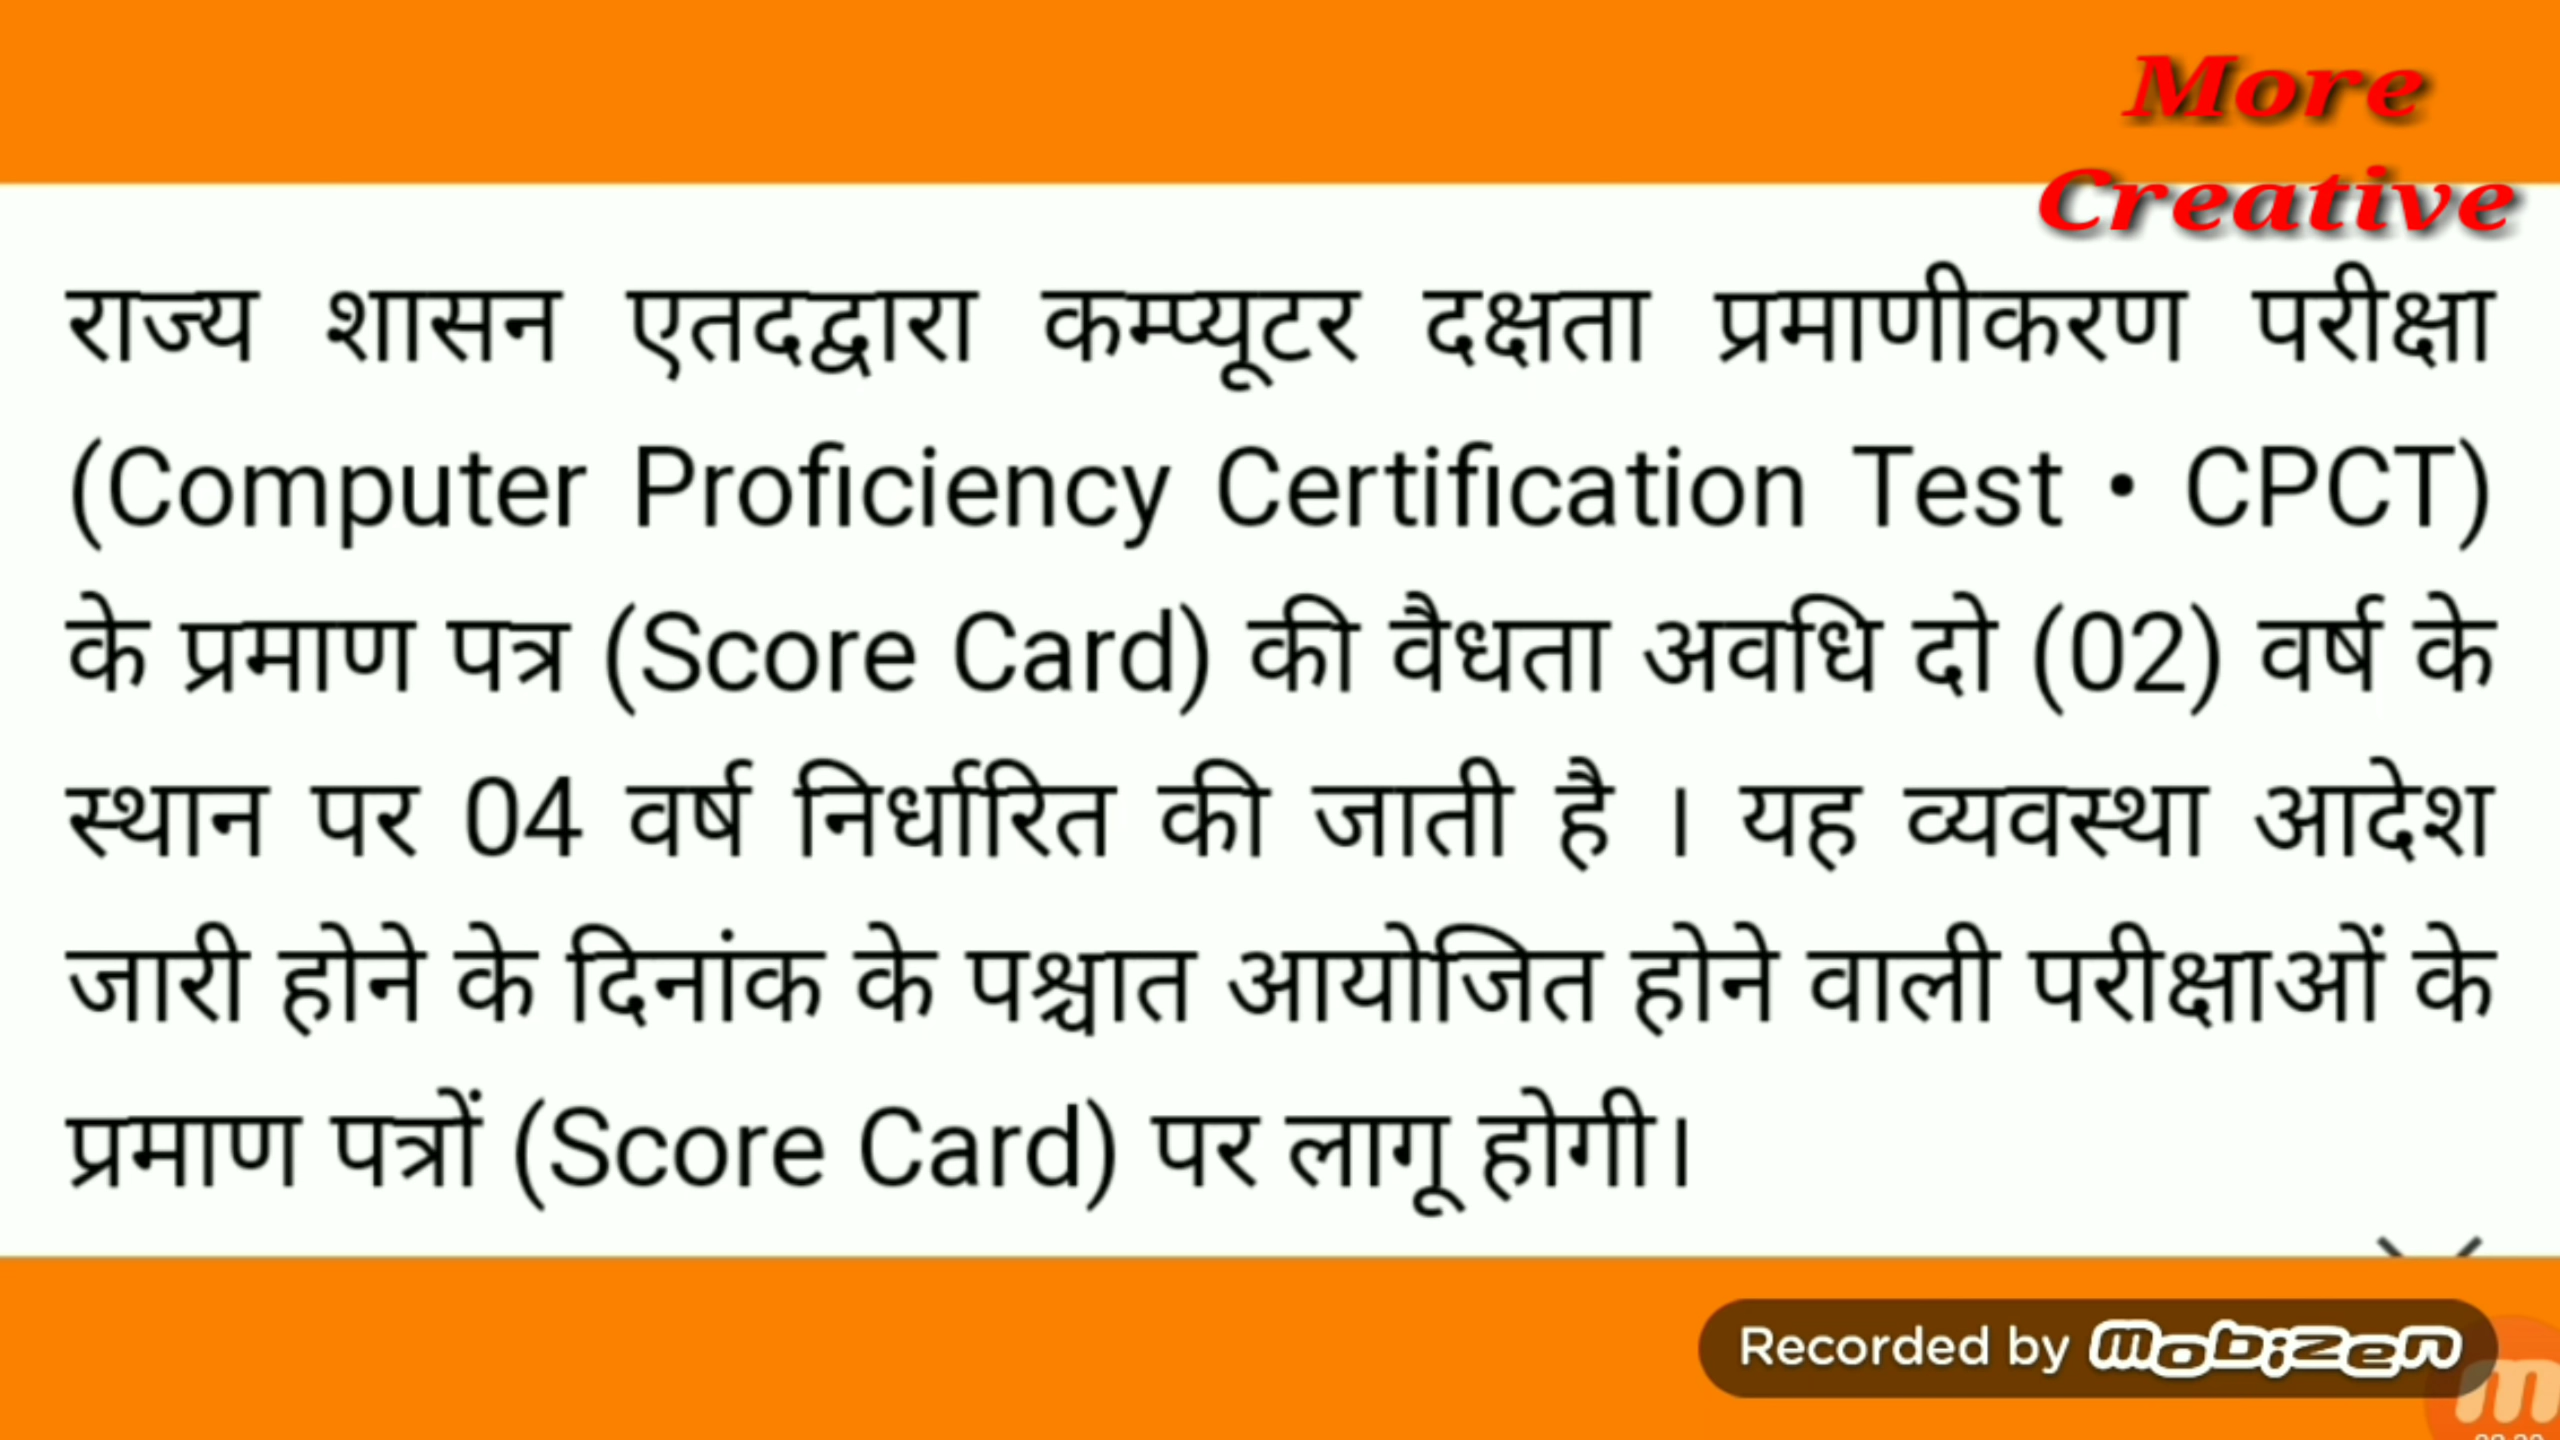 More
Creative
राज्य शासन एतदद्वारा कम्प्यूटर दक्षता प्रमाणीकरण परीक्षा
(Computer Proficiency Certification Test • CPCT)
के प्रमाण पत्र (Score Card) की वैधता अवधि दो (02) वर्ष के
स्थान पर 04 वर्ष निर्धारित की जाती है । यह व्यवस्था आदेश
जारी होने के दिनांक के पश्चात आयोजित होने वाली परीक्षाओं के
प्रमाण पत्रों (Score Card) पर लागू होगी।
Recorded by mobizen